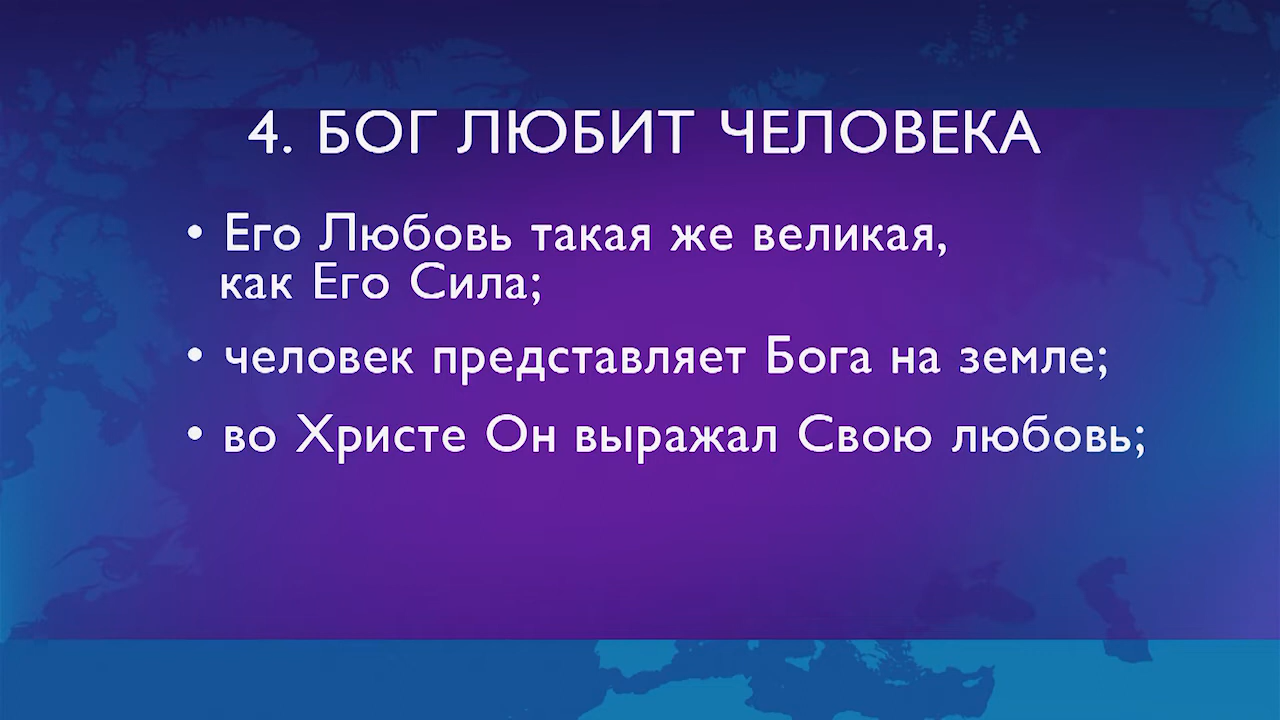 4. БОГ ЛЮБИТ ЧЕЛОВЕКА
• Его Любовь такая же великая,
как Его Сила;
• человек представляет Бога на земле;
• во Христе Он выражал Свою любовь;